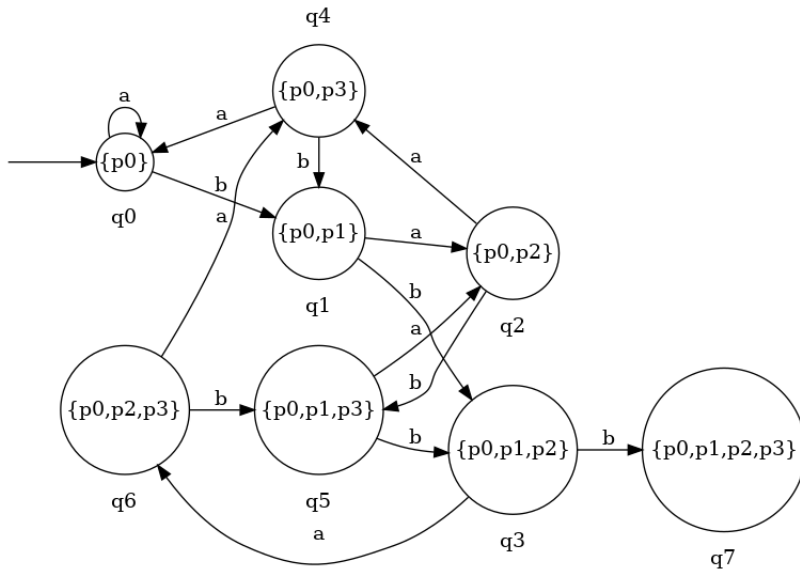 q4
{p0,p3}
a
a
{p0}
b
b
q0
a
{p0,p1}
a
a
{p0,p2}
q1
b
q2
a
{p0,p2,p3}
b
{p0,p1,p3}
b
b
{p0,p1,p2}
b
{p0,p1,p2,p3}
q6
q5
a
q3
q7